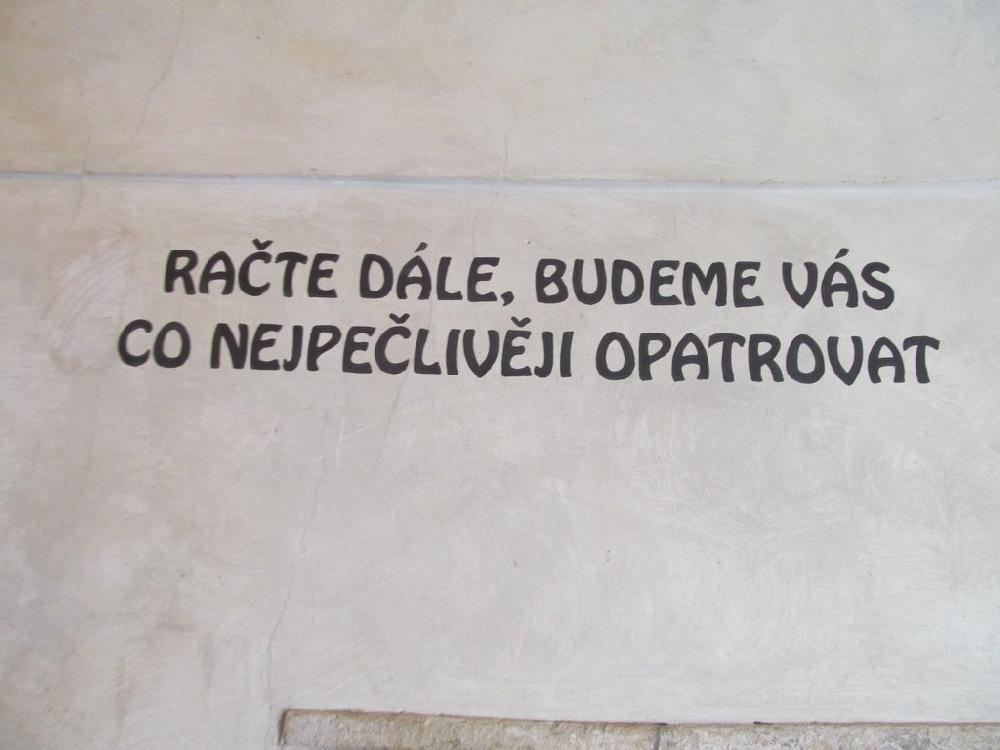 RAČTE DÁLE, BUDEME VÁS
CO NEJPEČLIVĚJI OPATROVAT